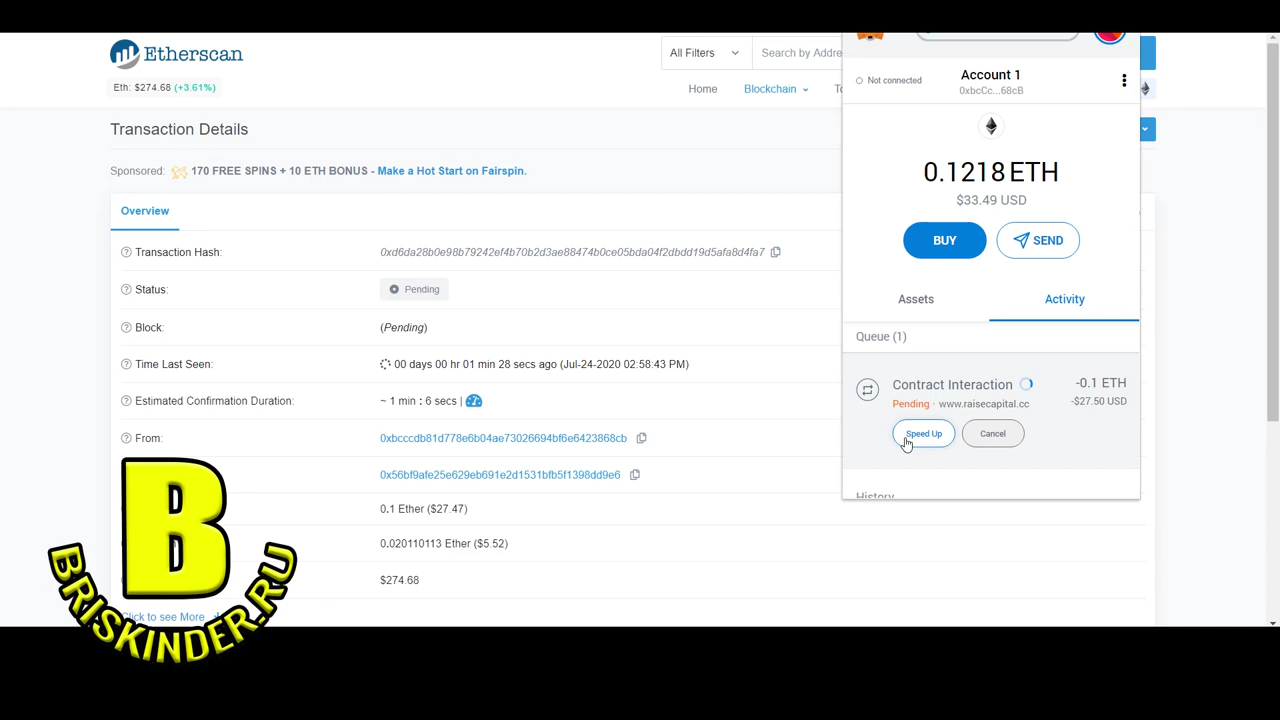 Etherscan
All Filters
Search by Addre
Eth: $274.68 (+3.61%)
Home
Blockchain
Transaction Details
Sponsored: 170 FREE SPINS + 10 ETH BONUS - Make a Hot Start on Fairspin.
Overview
Transaction Hash: 0xd6da28b0e98b79242ef4b70b2d3ae88474b0ce05bda04f2dbdd19d5afa8d4fa7
Status: Pending
Block: (Pending)
Time Last Seen: 00 days 00 hr 01 min 28 secs ago (Jul-24-2020 02:58:43 PM)
Estimated Confirmation Duration: ~ 1 min : 6 secs |
From: 0xbcccdb81d778e6b04ae73026694bf6e6423868cb
0x56bf9afe25e629eb691e2d1531bfb5f1398dd9e6
0.1 Ether ($27.47)
0.020110113 Ether ($5.52)
$274.68
Click to see More
Not connected
Account 1
0xbcCc...68cB
0.1218 ETH
$33.49 USD
BUY
SEND
Assets
Activity
Queue (1)
Contract Interaction
-0.1 ETH
Pending · www.raisecapital.cc
-$27.50 USD
Speed Up
Cancel
History
B
BRISKINDER.RU